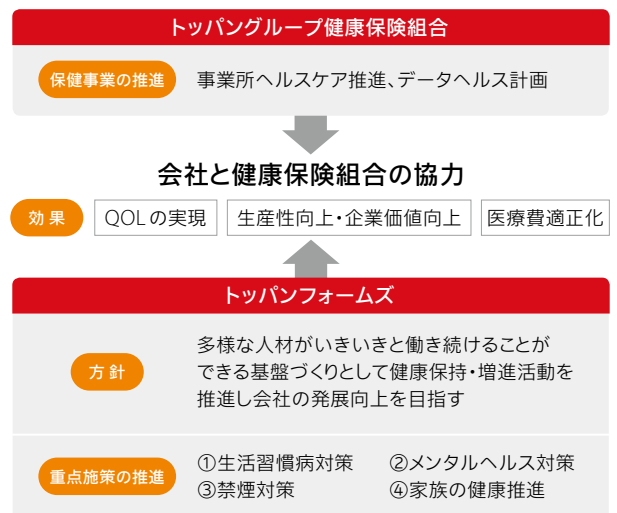 トッパングループ健康保険組合
保健事業の推進
事業所ヘルスケア推進、データヘルス計画
会社と健康保険組合の協力
効果
QOLの実現
生産性向上・企業価値向上
医療費適正化
トッパンフォームズ
方針
多様な人材がいきいきと働き続けることが
できる基盤づくりとして健康保持・増進活動を
推進し会社の発展向上を目指す
重点施策の推進
①生活習慣病対策
②メンタルヘルス対策
③禁煙対策
④家族の健康推進